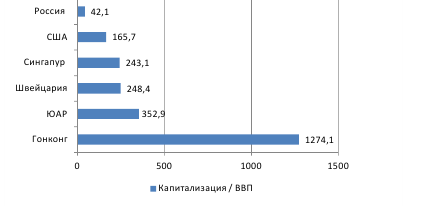 Россия 42,1
США 165,7
Сингапур 243,1
Швейцария 248,4
ЮАР 352,9
Гонконг 1274,1
0 500 1000 1500
Капитализация / ВВП